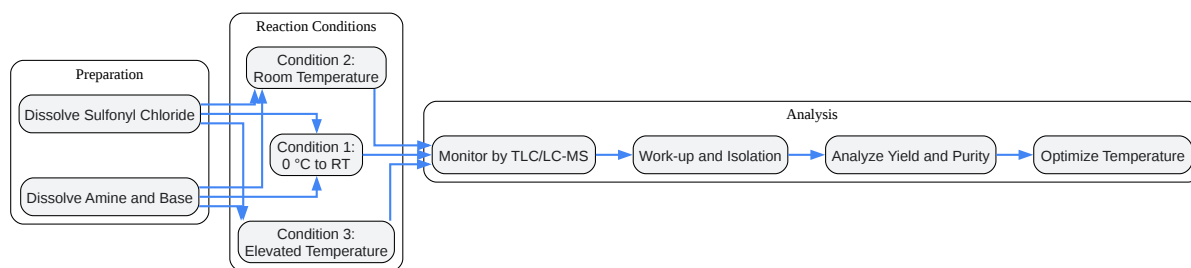 Preparation
Dissolve Sulfonyl Chloride
Dissolve Amine and Base
Reaction Conditions
Condition 2:
Room Temperature
Condition 1:
0 °C to RT
Condition 3:
Elevated Temperature
Analysis
Monitor by TLC/LC-MS
Work-up and Isolation
Analyze Yield and Purity
Optimize Temperature